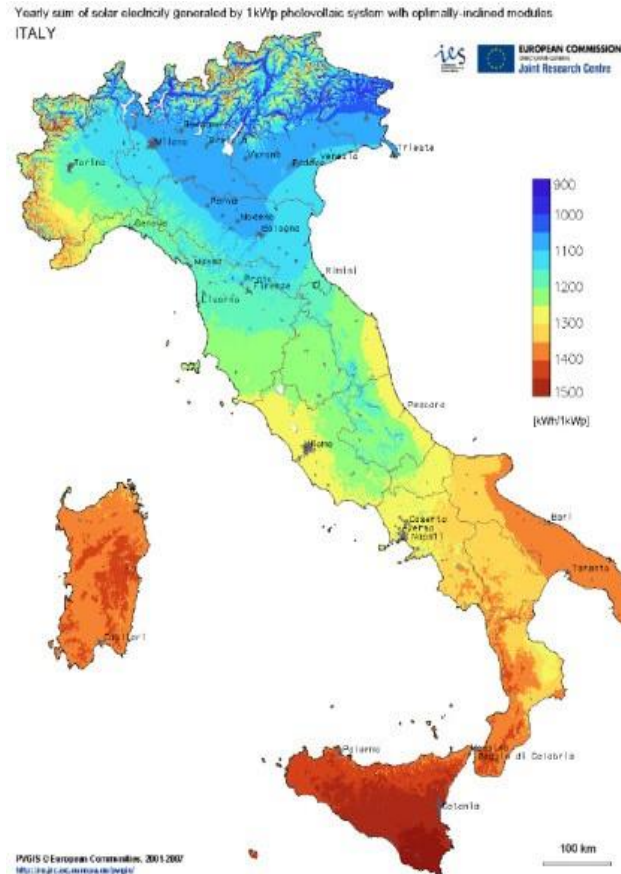 Yearly sum of solar electricity generated by 1kWp photovoltaic system with optimally-inclined modules
ITALY
ies
EUROPEAN COMMISSION
Joint Research Centre
Milano
Brescia
Trieste
Torino
Verona
Padova
Venezia
Parma
Modena
Bologna
Genova
Massa
Rimini
Prato
Firenze
Livorno
Pescara
Roma
Caserta
Napoli
Bari
Taranto
Cagliari
Palermo
Messina
Reggio di Calabria
Catania
900
1000
1100
1200
1300
1400
1500
[kWh/1kWp]
PVGIS © European Communities, 2001-2007
100 km